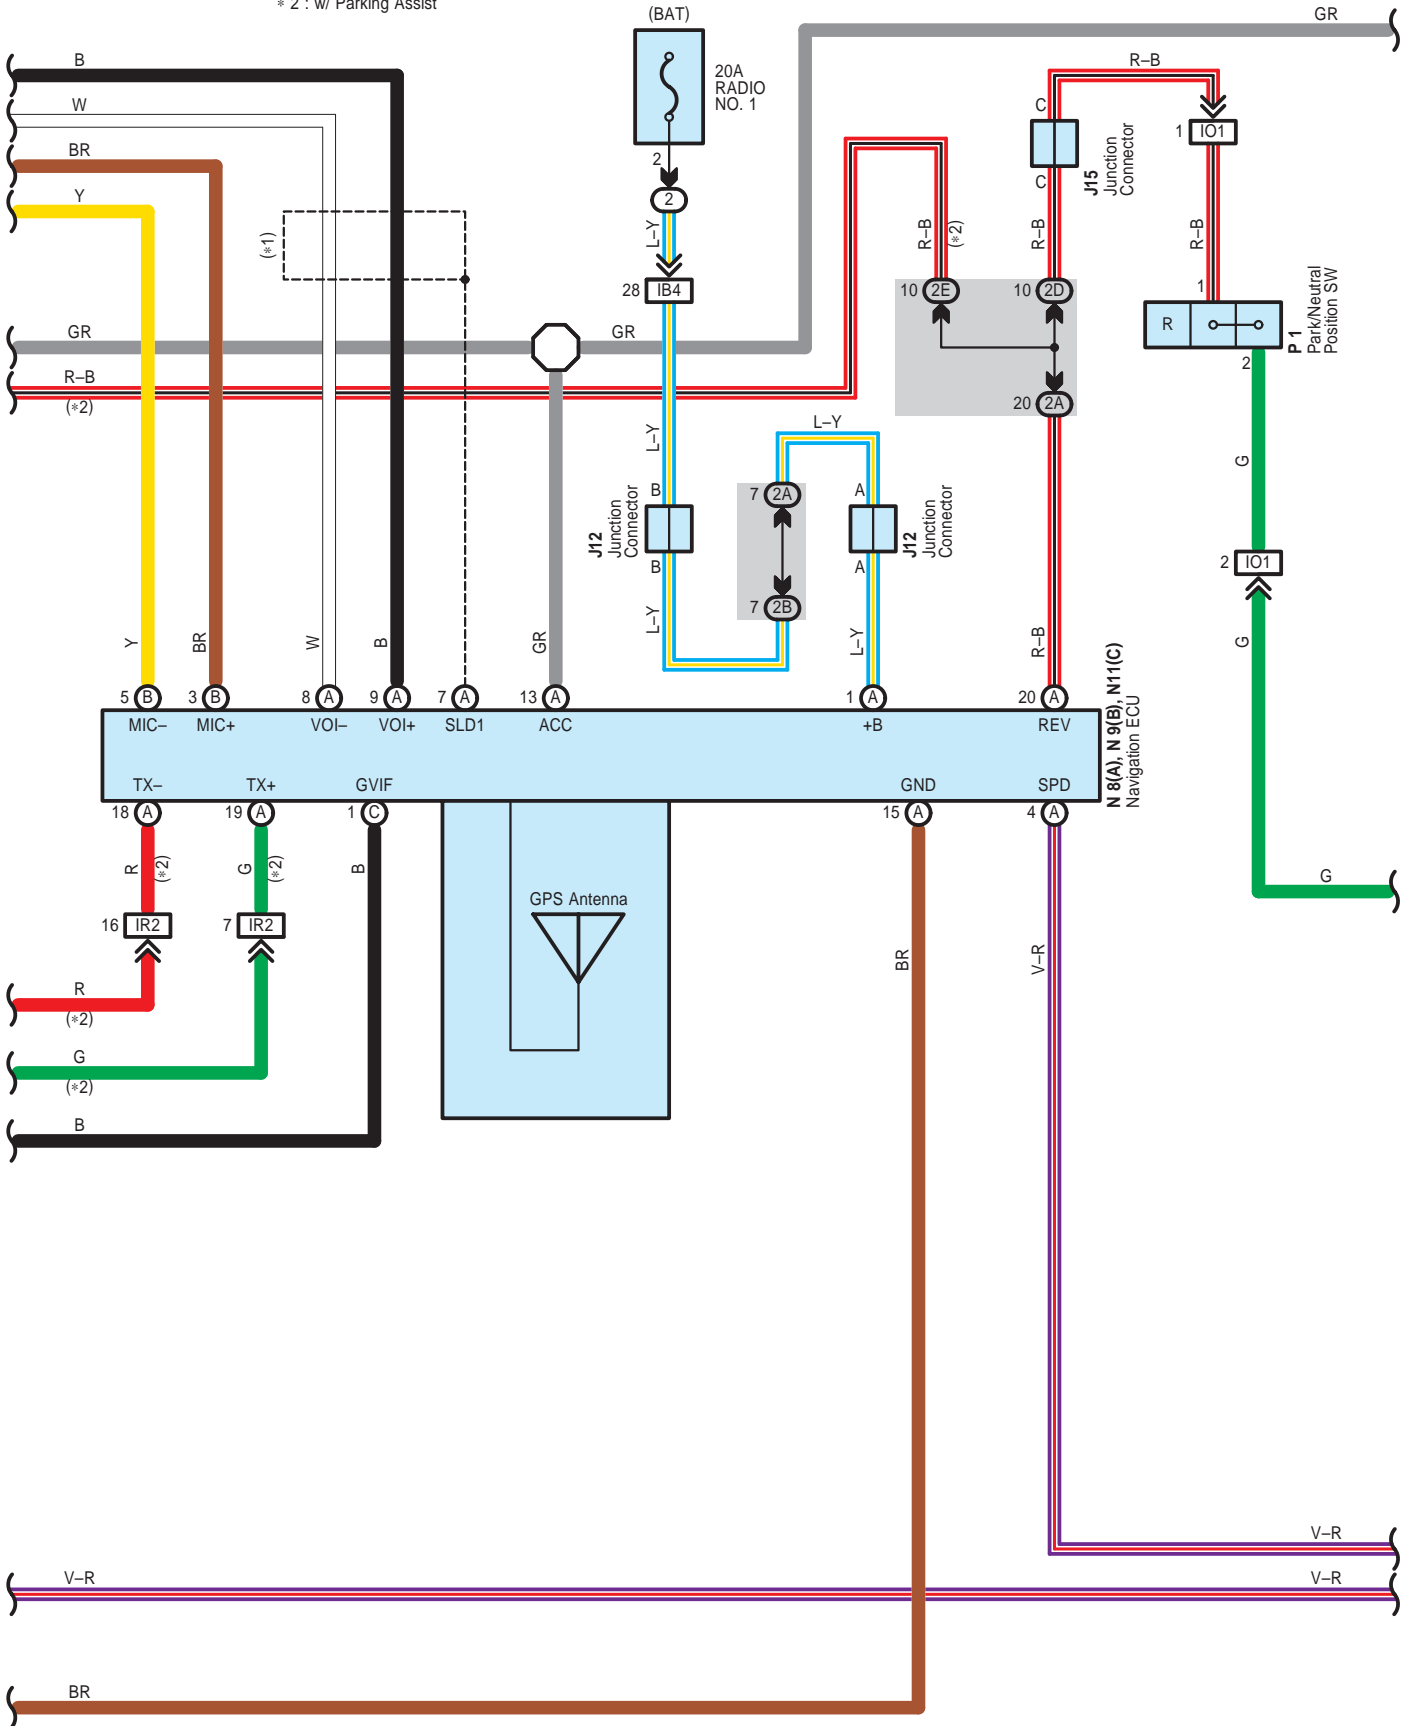 * 2 : w/ Parking Assist
(BAT)
GR
B
20A
RADIO
NO. 1
R–B
W
C
1 IO1
BR
2
J15
Junction
Connector
C
Y
2
(*1)
L–Y
R–B
(*2)
R–B
R–B
28 IB4
10 2E
10 2D
1
R
P 1
Park/Neutral
Position SW
GR
GR
2
R–B
(*2)
20 2A
L–Y
L–Y
G
B
7 2A
A
J12
Junction
Connector
J12
Junction
Connector
2 IO1
B
A
7 2B
Y
BR
W
B
GR
L–Y
L–Y
R–B
G
5 B
3 B
8 A
9 A
7 A
13 A
1 A
20 A
MIC–
MIC+
VOI–
VOI+
SLD1
ACC
+B
REV
N 8(A), N 9(B), N11(C)
Navigation ECU
TX–
TX+
GVIF
GND
SPD
18 A
19 A
1 C
15 A
4 A
R
(*2)
G
(*2)
B
G
GPS Antenna
16 IR2
7 IR2
BR
V–R
R
(*2)
G
(*2)
B
V–R
V–R
V–R
BR